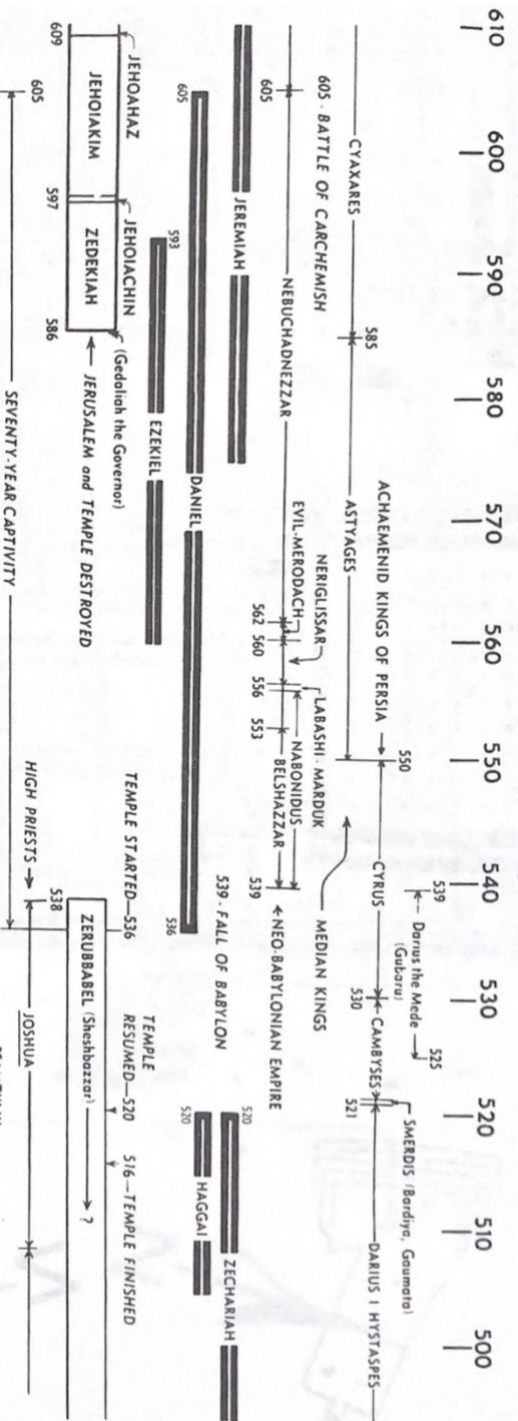 610 600 590 580 570 560 550 540 530 520 510 500
539 Darius the Mede 525
(Gubaru)
SMERDIS (Bardiya, Gaumata)
ACHAEMENID KINGS OF PERSIA 550 CYRUS 530 CAMBYSES 521 DARIUS I HYSTASPES
CYAXARES 585 ASTYAGES MEDIAN KINGS
605 - BATTLE OF CARCHEMISH NERIGLISSAR LABASHI-MARDUK
EVIL-MERODACH NABONIDUS
605 NEBUCHADNEZZAR 562 560 556 553 BELSHAZZAR 539 NEO-BABYLONIAN EMPIRE
JEREMIAH 539 - FALL OF BABYLON 520 ZECHARIAH
605 DANIEL 536 520 HAGGAI
593 EZEKIEL
JEHOAHAZ JEHOIACHIN (Gedaliah the Governor) TEMPLE STARTED—536 TEMPLE RESUMED—520 516—TEMPLE FINISHED
609 JEHOIAKIM 597 ZEDEKIAH 586 JERUSALEM and TEMPLE DESTROYED 538 ZERUBBABEL (Sheshbazzar) ?
HIGH PRIESTS JOSHUA
605 SEVENTY-YEAR CAPTIVITY